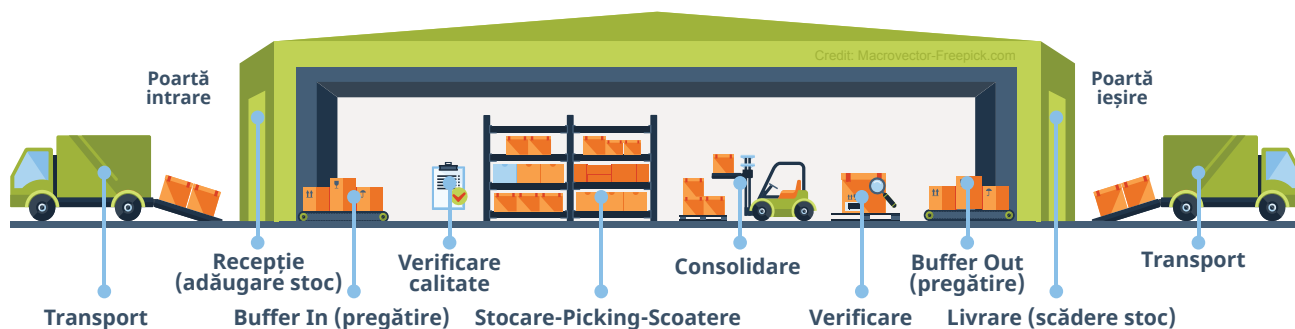 Credit: Macrovector-Freepick.com
Poartă
intrare
Poartă
ieșire
Recepție
(adăugare stoc)
Verificare
calitate
Consolidare
Buffer Out
(pregătire)
Transport
Transport
Buffer In (pregătire)
Stocare-Picking-Scoatere
Verificare
Livrare (scădere stoc)